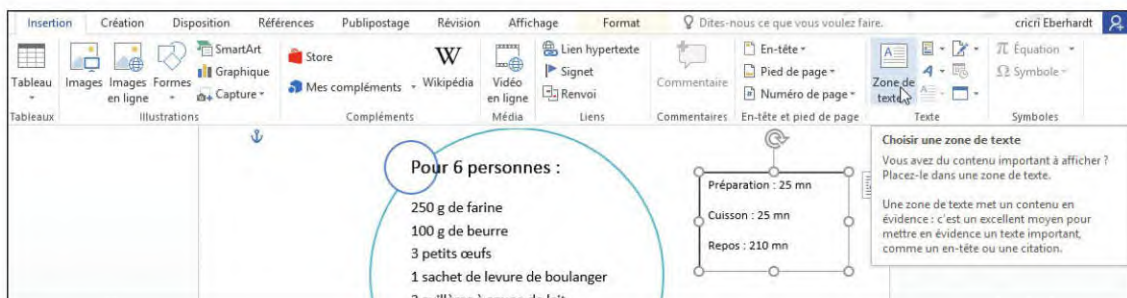 Insertion Création Disposition Références Publipostage Révision Affichage Format Dites-nous ce que vous voulez faire. cricri Eberhardt
Tableau
Images
Images en ligne
Formes
SmartArt
Graphique
Capture
Store
Mes compléments
W
Wikipédia
Vidéo en ligne
Lien hypertexte
Signet
Renvoi
Commentaire
En-tête
Pied de page
Numéro de page
Zone de texte
Équation
Symbole
Tableaux Illustrations Compléments Média Liens Commentaires En-tête et pied de page Texte Symboles
Pour 6 personnes :
250 g de farine
100 g de beurre
3 petits œufs
1 sachet de levure de boulanger
Préparation : 25 mn
Cuisson : 25 mn
Repos : 210 mn
Choisir une zone de texte
Vous avez du contenu important à afficher ?
Placez-le dans une zone de texte.
Une zone de texte met un contenu en
évidence : c'est un excellent moyen pour
mettre en évidence un texte important,
comme un en-tête ou une citation.